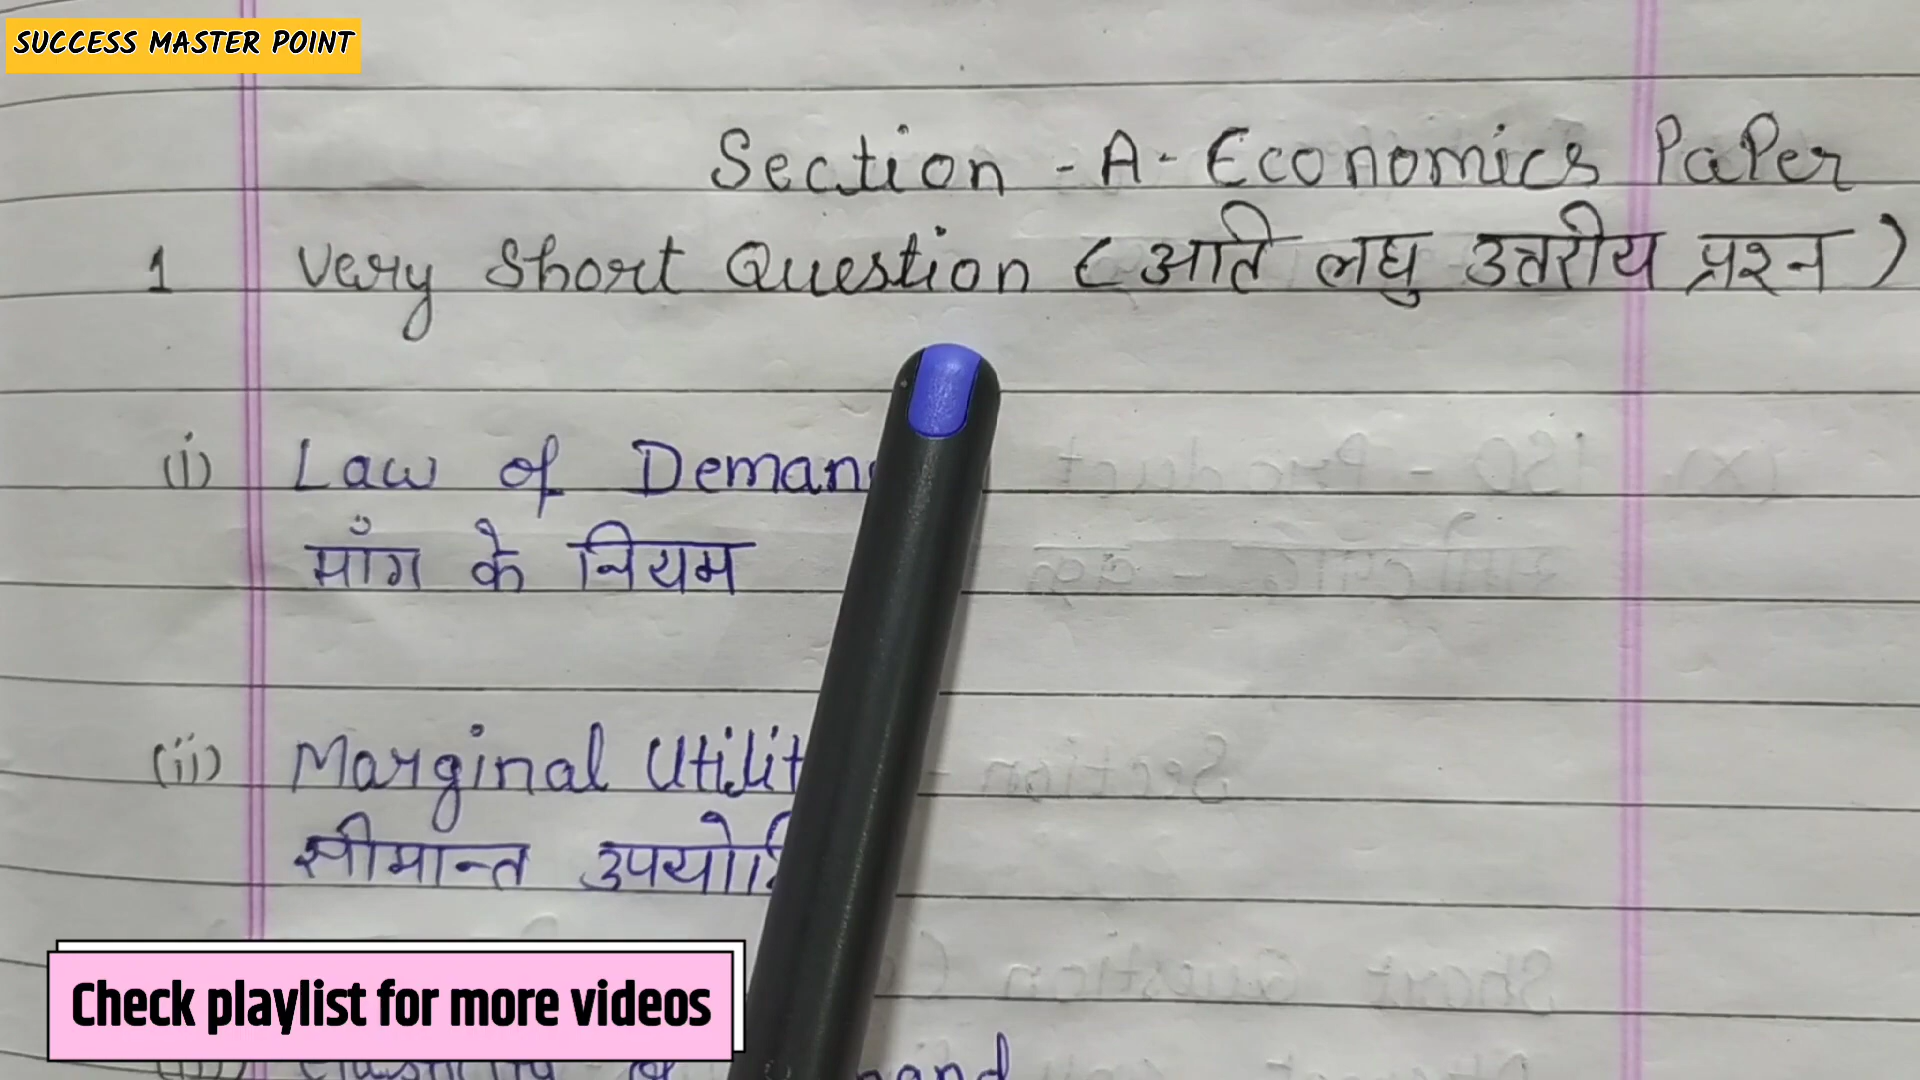 SUCCESS MASTER POINT
Section - A - Economics PaPer
1 Very Short Question (अति लघु उत्तरीय प्रश्न)
(i) Law of Deman
माँग के नियम
(ii) Marginal Utilit
सीमान्त उपयो
Check playlist for more videos